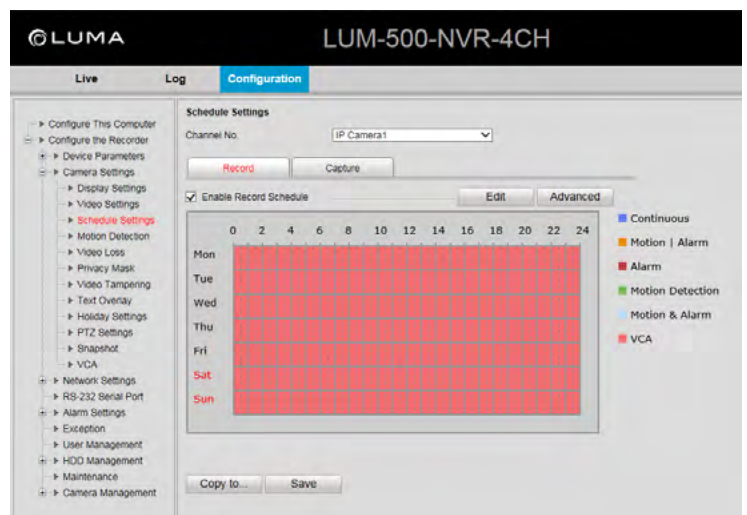 LUMA
LUM-500-NVR-4CH
Live Log Configuration
Configure This Computer
Configure the Recorder
Device Parameters
Camera Settings
Display Settings
Video Settings
Schedule Settings
Motion Detection
Video Loss
Privacy Mask
Video Tampering
Text Overlay
Holiday Settings
PTZ Settings
Snapshot
VCA
Network Settings
RS-232 Serial Port
Alarm Settings
Exception
User Management
HDD Management
Maintenance
Camera Management
Schedule Settings
Channel No. IP Camera1
Record Capture
Enable Record Schedule Edit Advanced
0 2 4 6 8 10 12 14 16 18 20 22 24
Mon
Tue
Wed
Thu
Fri
Sat
Sun
Continuous
Motion | Alarm
Alarm
Motion Detection
Motion & Alarm
VCA
Copy to... Save